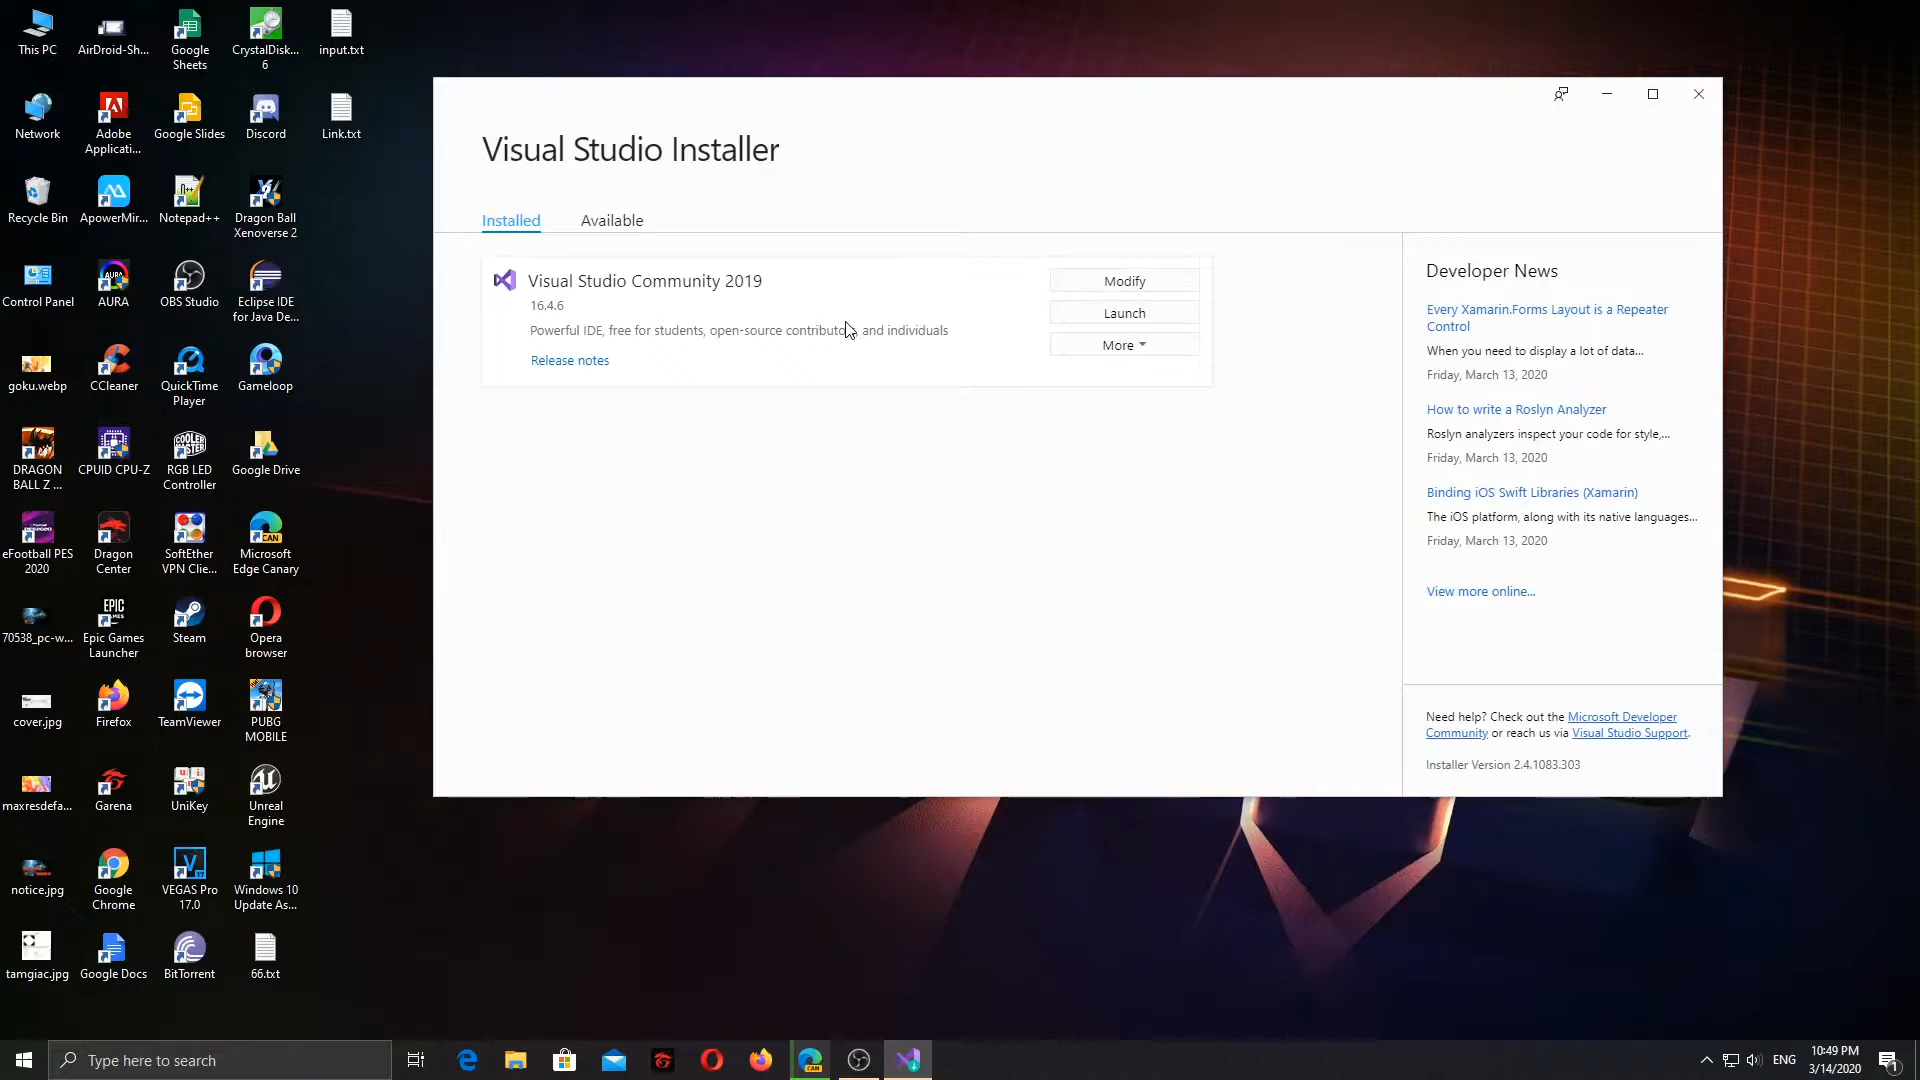 This PC
AirDroid-Sh...
Google
Sheets
CrystalDisk...
6
input.txt
Network
Adobe
Applicati...
Google Slides
Discord
Link.txt
Recycle Bin
ApowerMir...
Notepad++
Dragon Ball
Xenoverse 2
Control Panel
AURA
OBS Studio
Eclipse IDE
for Java De...
goku.webp
CCleaner
QuickTime
Player
Gameloop
DRAGON
BALL Z ...
CPUID CPU-Z
RGB LED
Controller
Google Drive
eFootball PES
2020
Dragon
Center
SoftEther
VPN Clie...
Microsoft
Edge Canary
70538_pc-w...
Epic Games
Launcher
Steam
Opera
browser
cover.jpg
Firefox
TeamViewer
PUBG
MOBILE
maxresdefa...
Garena
UniKey
Unreal
Engine
notice.jpg
Google
Chrome
VEGAS Pro
17.0
Windows 10
Update As...
tamgiac.jpg
Google Docs
BitTorrent
66.txt
Visual Studio Installer
Installed
Available
Visual Studio Community 2019
16.4.6
Powerful IDE, free for students, open-source contributors, and individuals
Release notes
Modify
Launch
More
Developer News
Every Xamarin.Forms Layout is a Repeater
Control
When you need to display a lot of data...
Friday, March 13, 2020
How to write a Roslyn Analyzer
Roslyn analyzers inspect your code for style,...
Friday, March 13, 2020
Binding iOS Swift Libraries (Xamarin)
The iOS platform, along with its native languages...
Friday, March 13, 2020
View more online...
Need help? Check out the Microsoft Developer
Community or reach us via Visual Studio Support.
Installer Version 2.4.1083.303
Type here to search
CAN
ENG
10:49 PM
3/14/2020
1